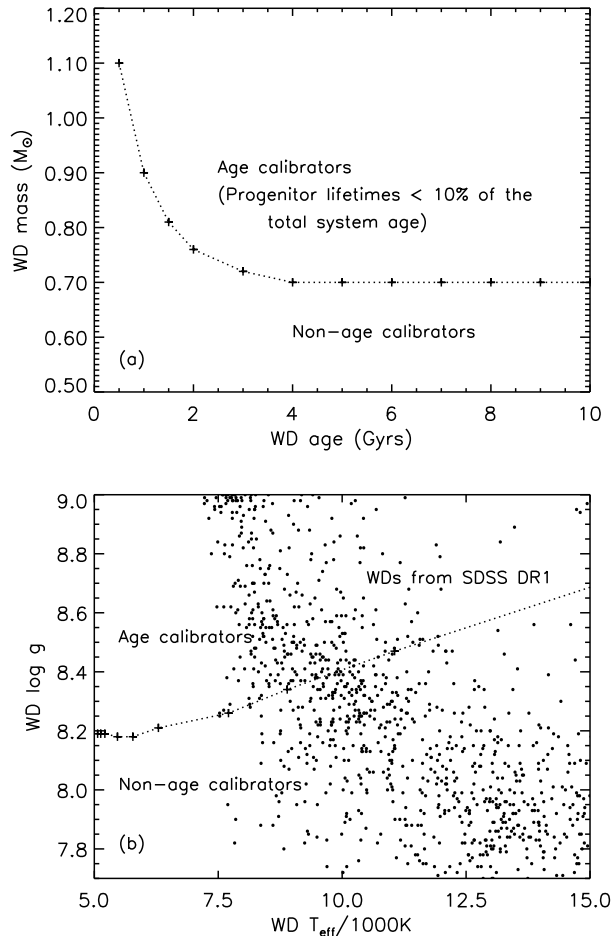 1.10
1.00
0.90
0.80
0.70
0.60
0.50
WD mass (M⊙)
Age calibrators
(Progenitor lifetimes < 10% of the
total system age)
Non-age calibrators
(a)
0 2 4 6 8 10
WD age (Gyrs)
9.0
8.8
8.6
8.4
8.2
8.0
7.8
WD log g
WDs from SDSS DR1
Age calibrators
Non-age calibrators
(b)
5.0 7.5 10.0 12.5 15.0
WD Teff/1000K